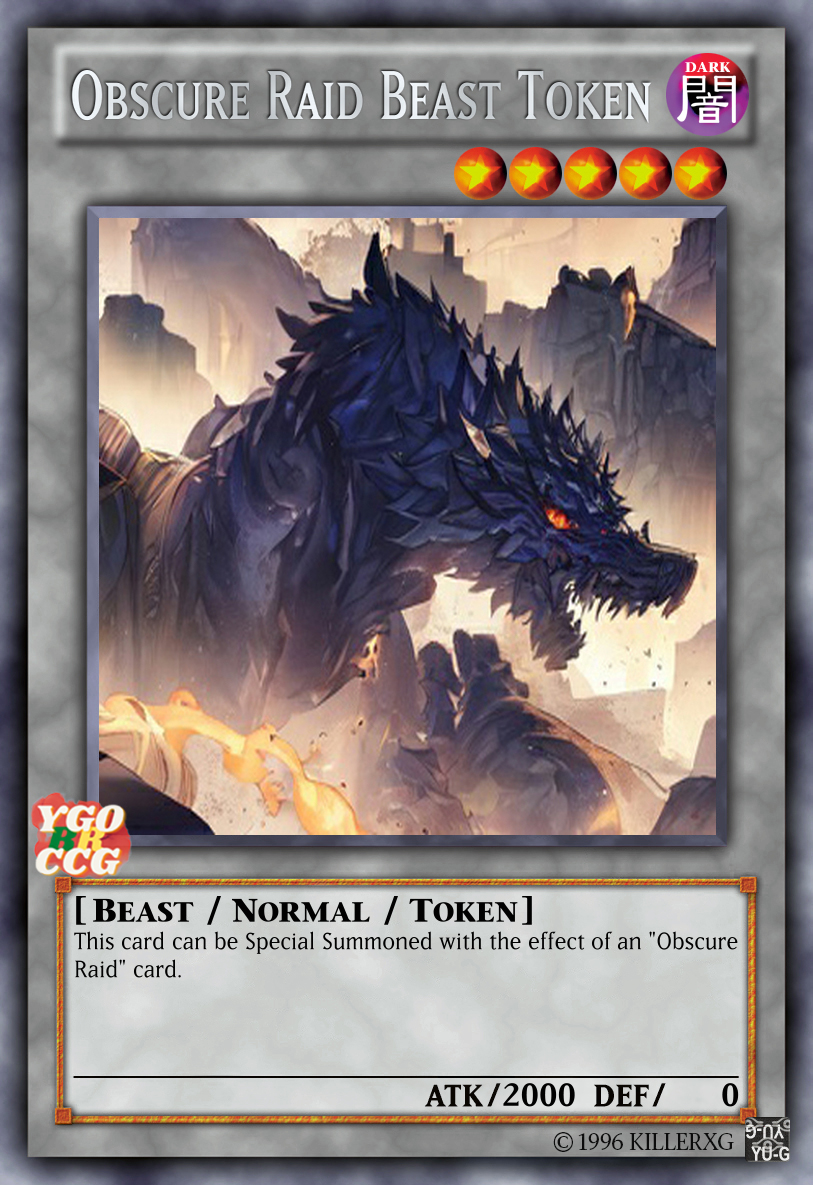 Obscure Raid Beast Token
DARK
闇
YGO
BR
CCG
[ Beast / Normal / Token ]
This card can be Special Summoned with the effect of an "Obscure
Raid" card.
ATK/2000 DEF/ 0
© 1996 KILLERXG
YU-G